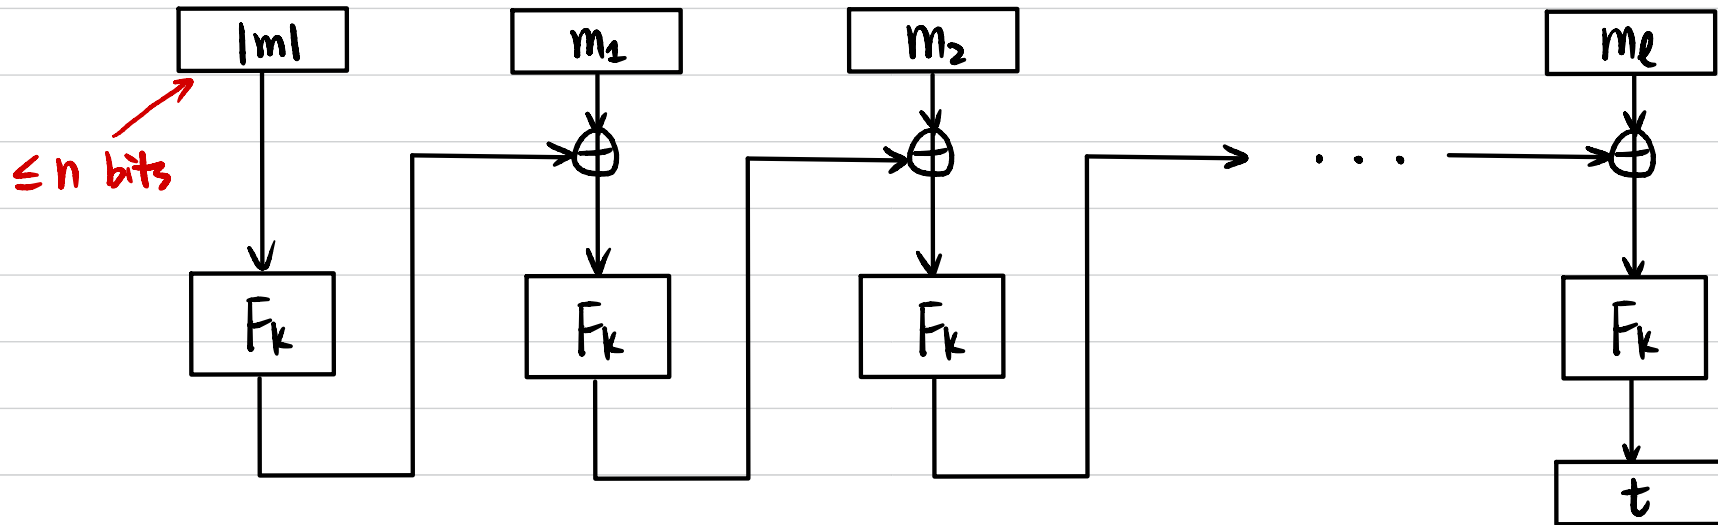 |m| m₁ m₂ mℓ
≤ n bits
. . .
Fₖ Fₖ Fₖ Fₖ
t